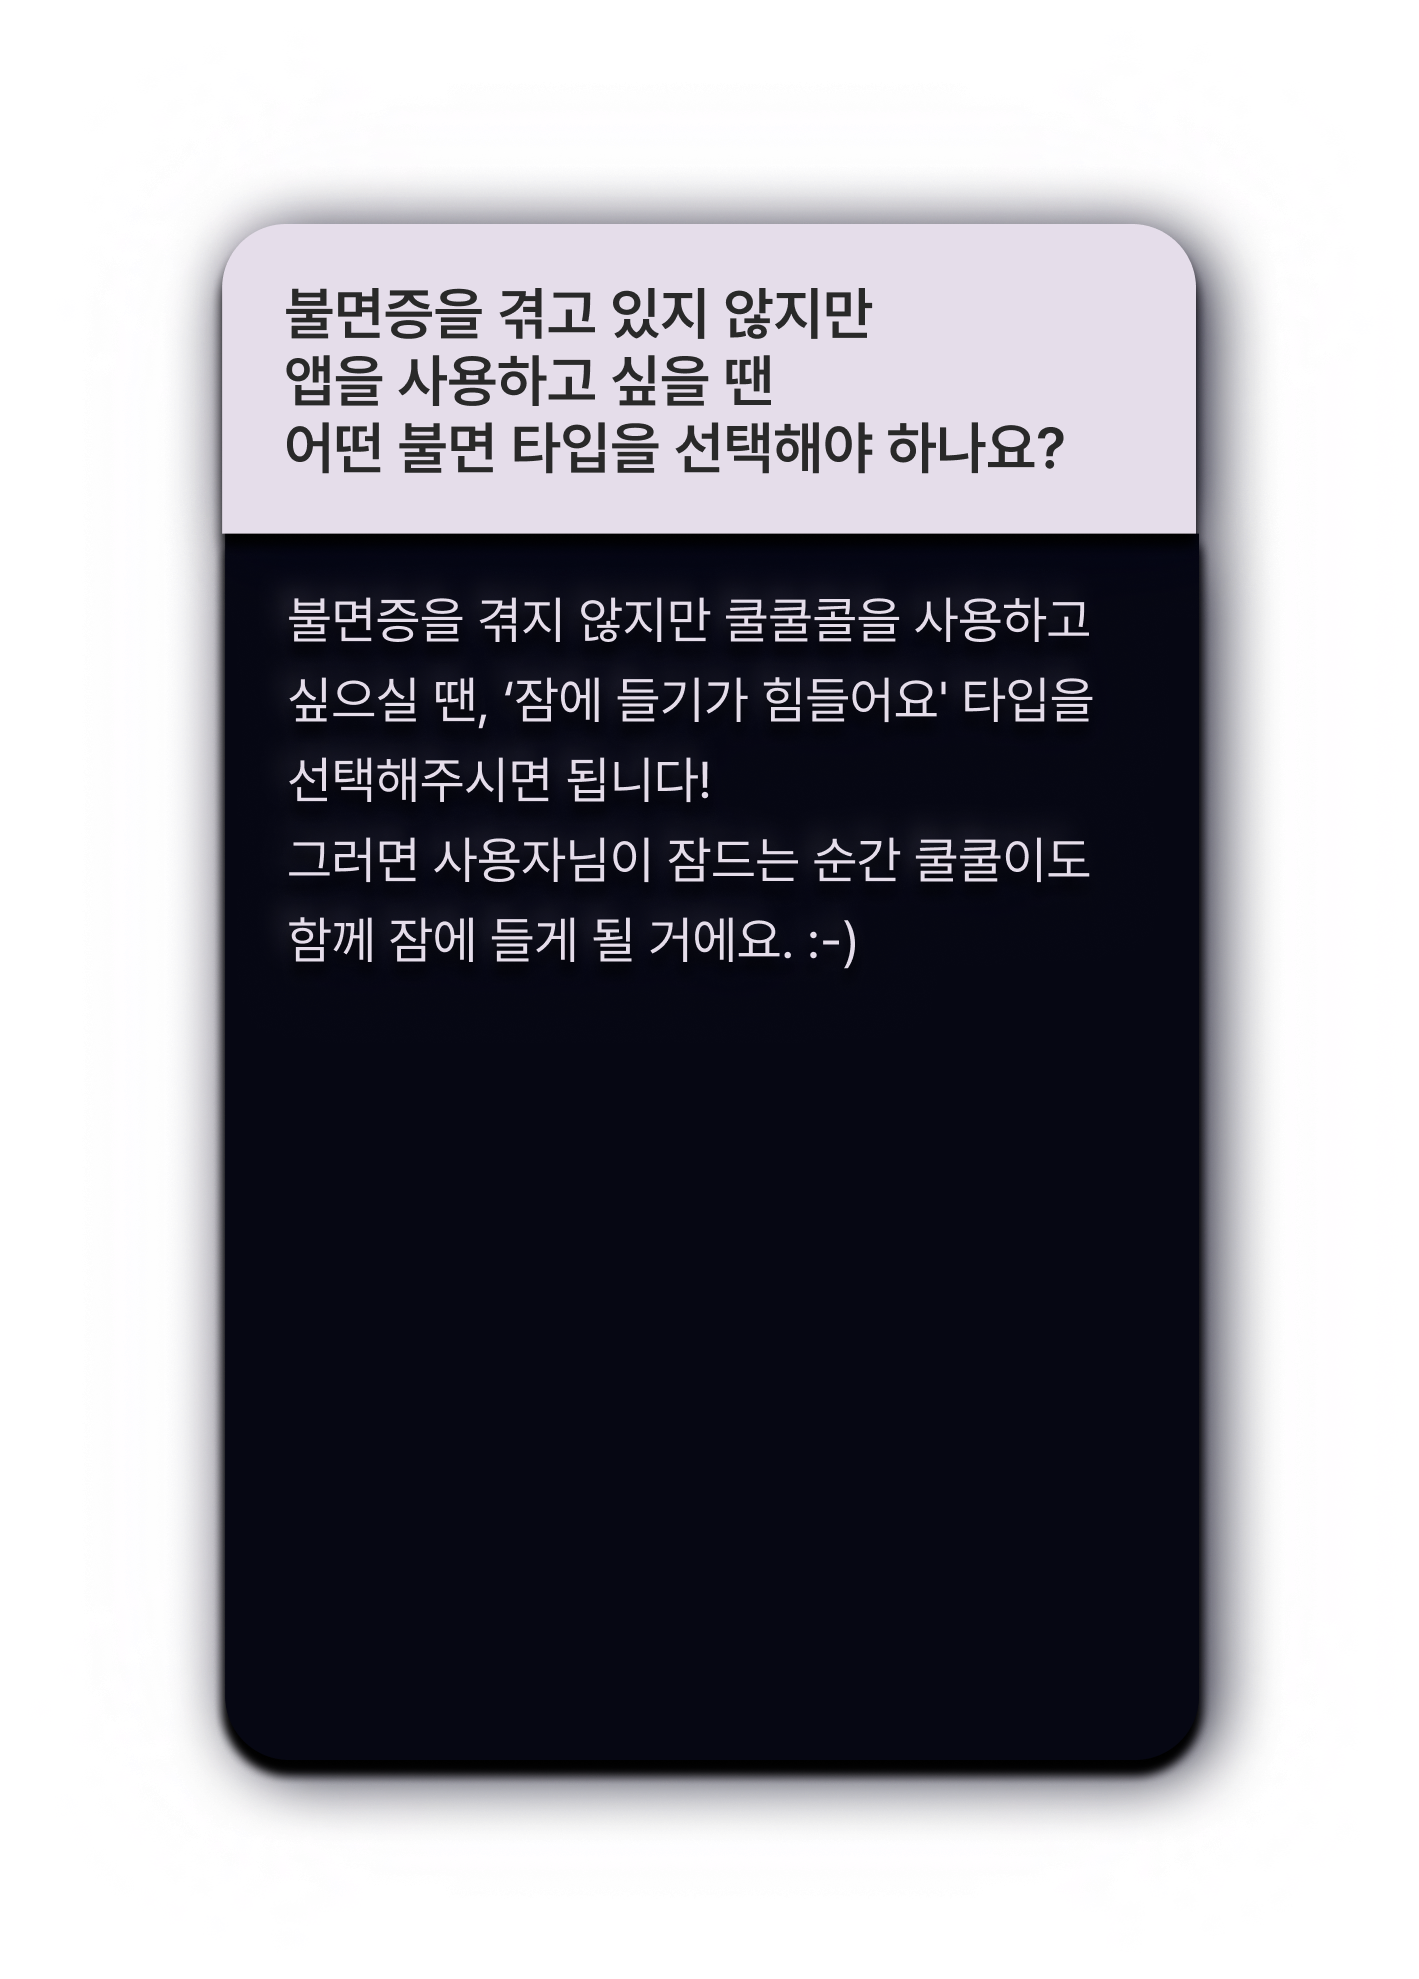 불면증을 겪고 있지 않지만
앱을 사용하고 싶을 땐
어떤 불면 타입을 선택해야 하나요?
불면증을 겪지 않지만 쿨쿨콜을 사용하고
싶으실 땐, ‘잠에 들기가 힘들어요' 타입을
선택해주시면 됩니다!
그러면 사용자님이 잠드는 순간 쿨쿨이도
함께 잠에 들게 될 거에요. :-)